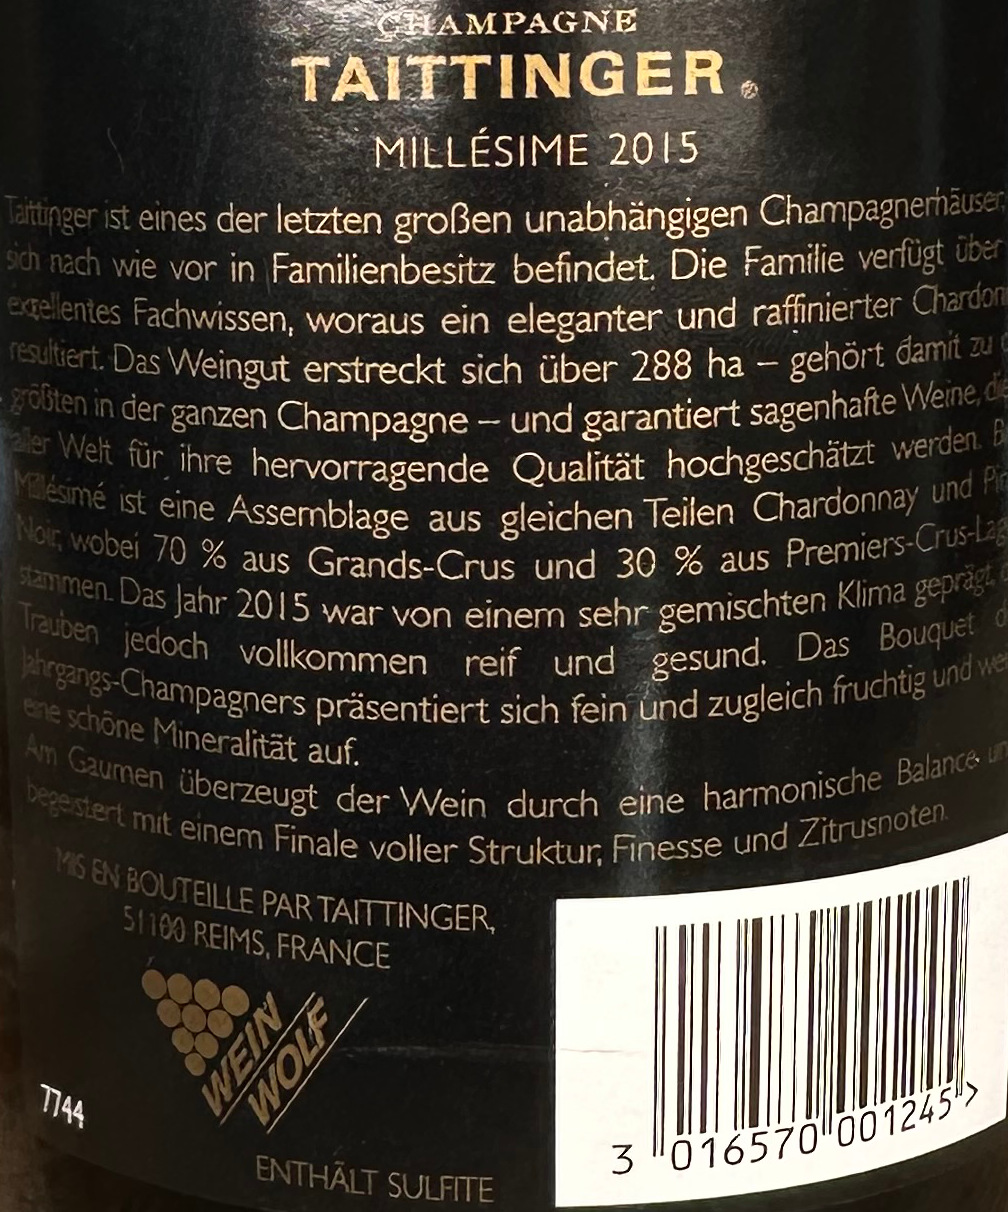 CHAMPAGNE
TAITTINGER®
MILLÉSIME 2015
Taittinger ist eines der letzten großen unabhängigen Champagnerhäuser
sich nach wie vor in Familienbesitz befindet. Die Familie verfügt über
exzellentes Fachwissen, woraus ein eleganter und raffinierter
resultiert. Das Weingut erstreckt sich über 288 ha – gehört damit zu
größten in der ganzen Champagne – und garantiert sagenhafte Weine,
aller Welt für ihre hervorragende Qualität hochgeschätzt werden.
Millésimé ist eine Assemblage aus gleichen Teilen Chardonnay und
Noir, wobei 70 % aus Grands-Crus und 30 % aus
stammen. Das Jahr 2015 war von einem sehr gemischten Klima geprägt,
Trauben jedoch vollkommen reif und gesund. Das Bouquet
Jahrgangs-Champagners präsentiert sich fein und zugleich fruchtig und
eine schöne Mineralität auf.
Am Gaumen überzeugt der Wein durch eine harmonische Balance,
begeistert mit einem Finale voller Struktur, Finesse und Zitrusnoten.
MIS EN BOUTEILLE PAR TAITTINGER,
51100 REIMS, FRANCE
WEIN
WOLF
7744
3 016570 001245 >
ENTHÄLT SULFITE